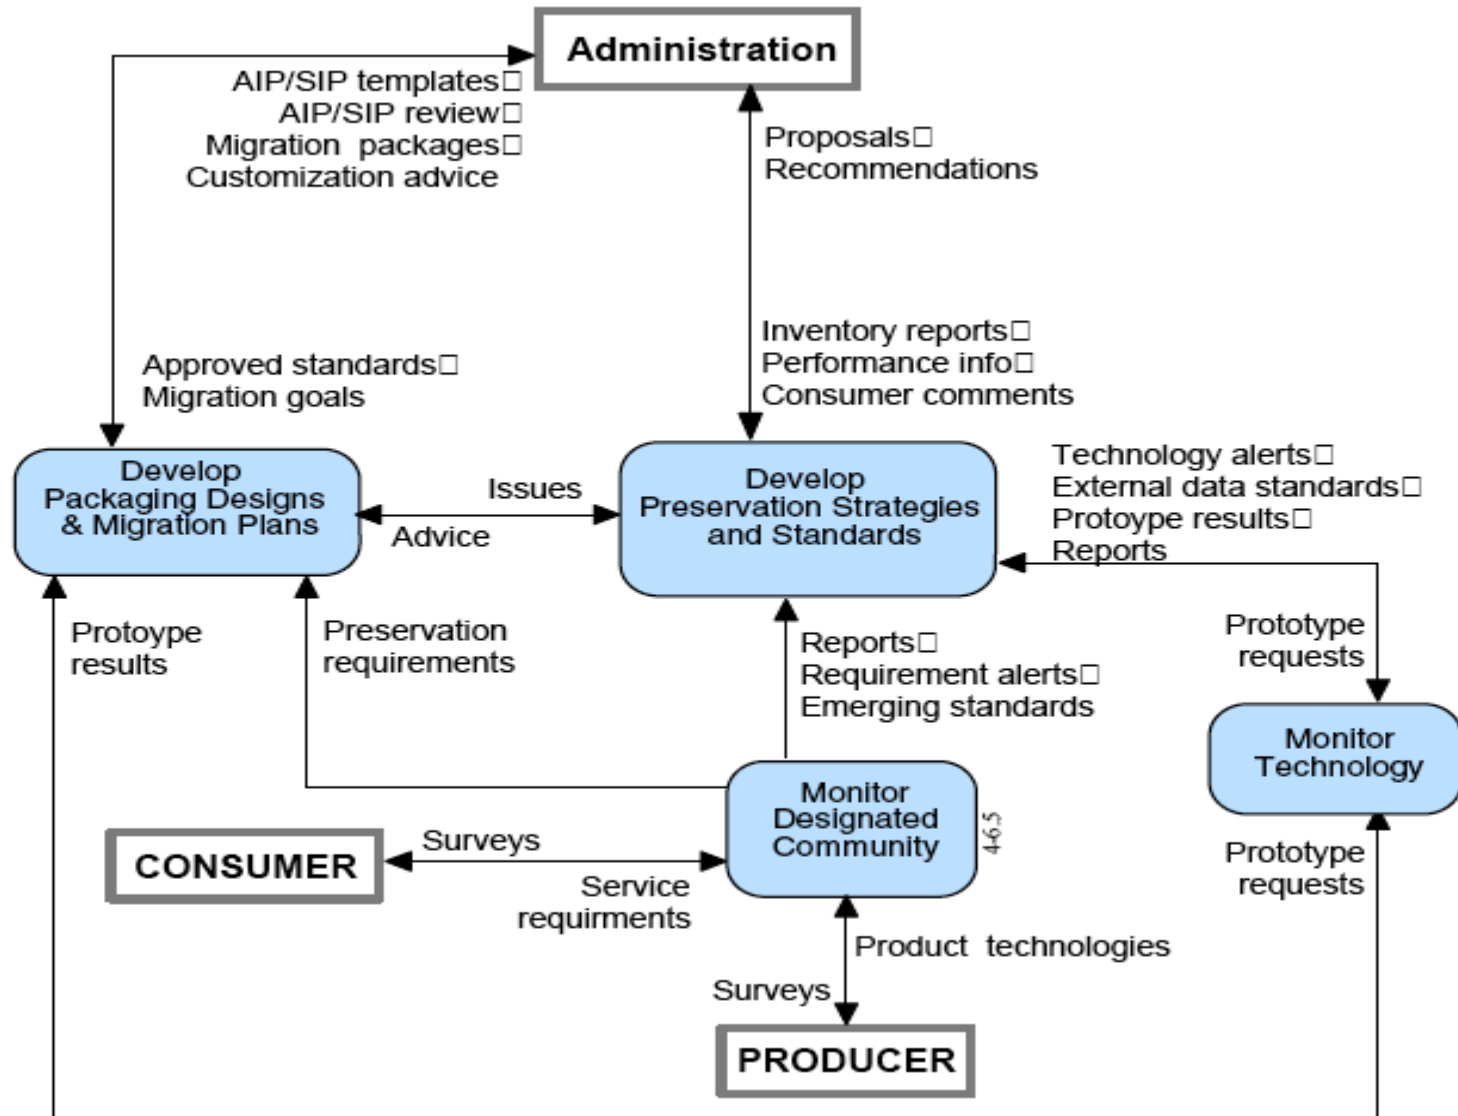 Administration
AIP/SIP templates□
AIP/SIP review□
Migration packages□
Customization advice
Proposals□
Recommendations
Approved standards□
Migration goals
Inventory reports□
Performance info□
Consumer comments
Develop
Packaging Designs
& Migration Plans
Issues
Advice
Develop
Preservation Strategies
and Standards
Technology alerts□
External data standards□
Protoype results□
Reports
Protoype
results
Preservation
requirements
Reports□
Requirement alerts□
Emerging standards
Prototype
requests
Monitor
Technology
Monitor
Designated
Community
4-6.5
CONSUMER
Surveys
Service
requirments
Prototype
requests
Product technologies
Surveys
PRODUCER